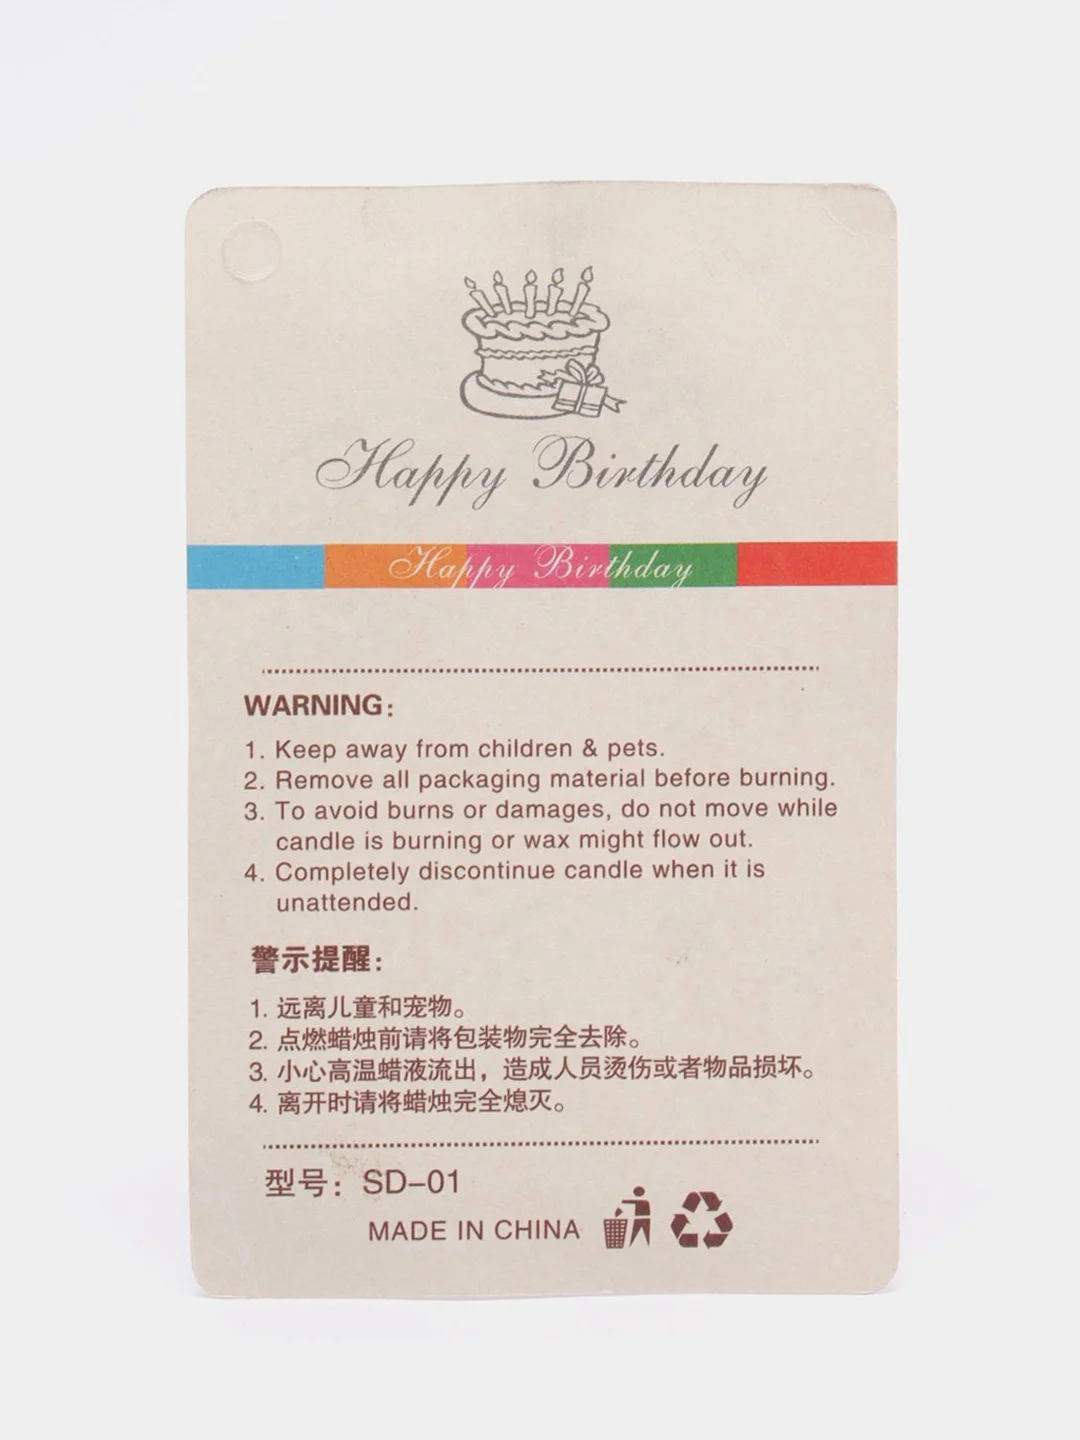 Happy Birthday
Happy Birthday
WARNING:
1. Keep away from children & pets.
2. Remove all packaging material before burning.
3. To avoid burns or damages, do not move while
candle is burning or wax might flow out.
4. Completely discontinue candle when it is
unattended.
警示提醒：
1. 远离儿童和宠物。
2. 点燃蜡烛前请将包装物完全去除。
3. 小心高温蜡液流出，造成人员烫伤或者物品损坏。
4. 离开时请将蜡烛完全熄灭。
型号：SD-01
MADE IN CHINA